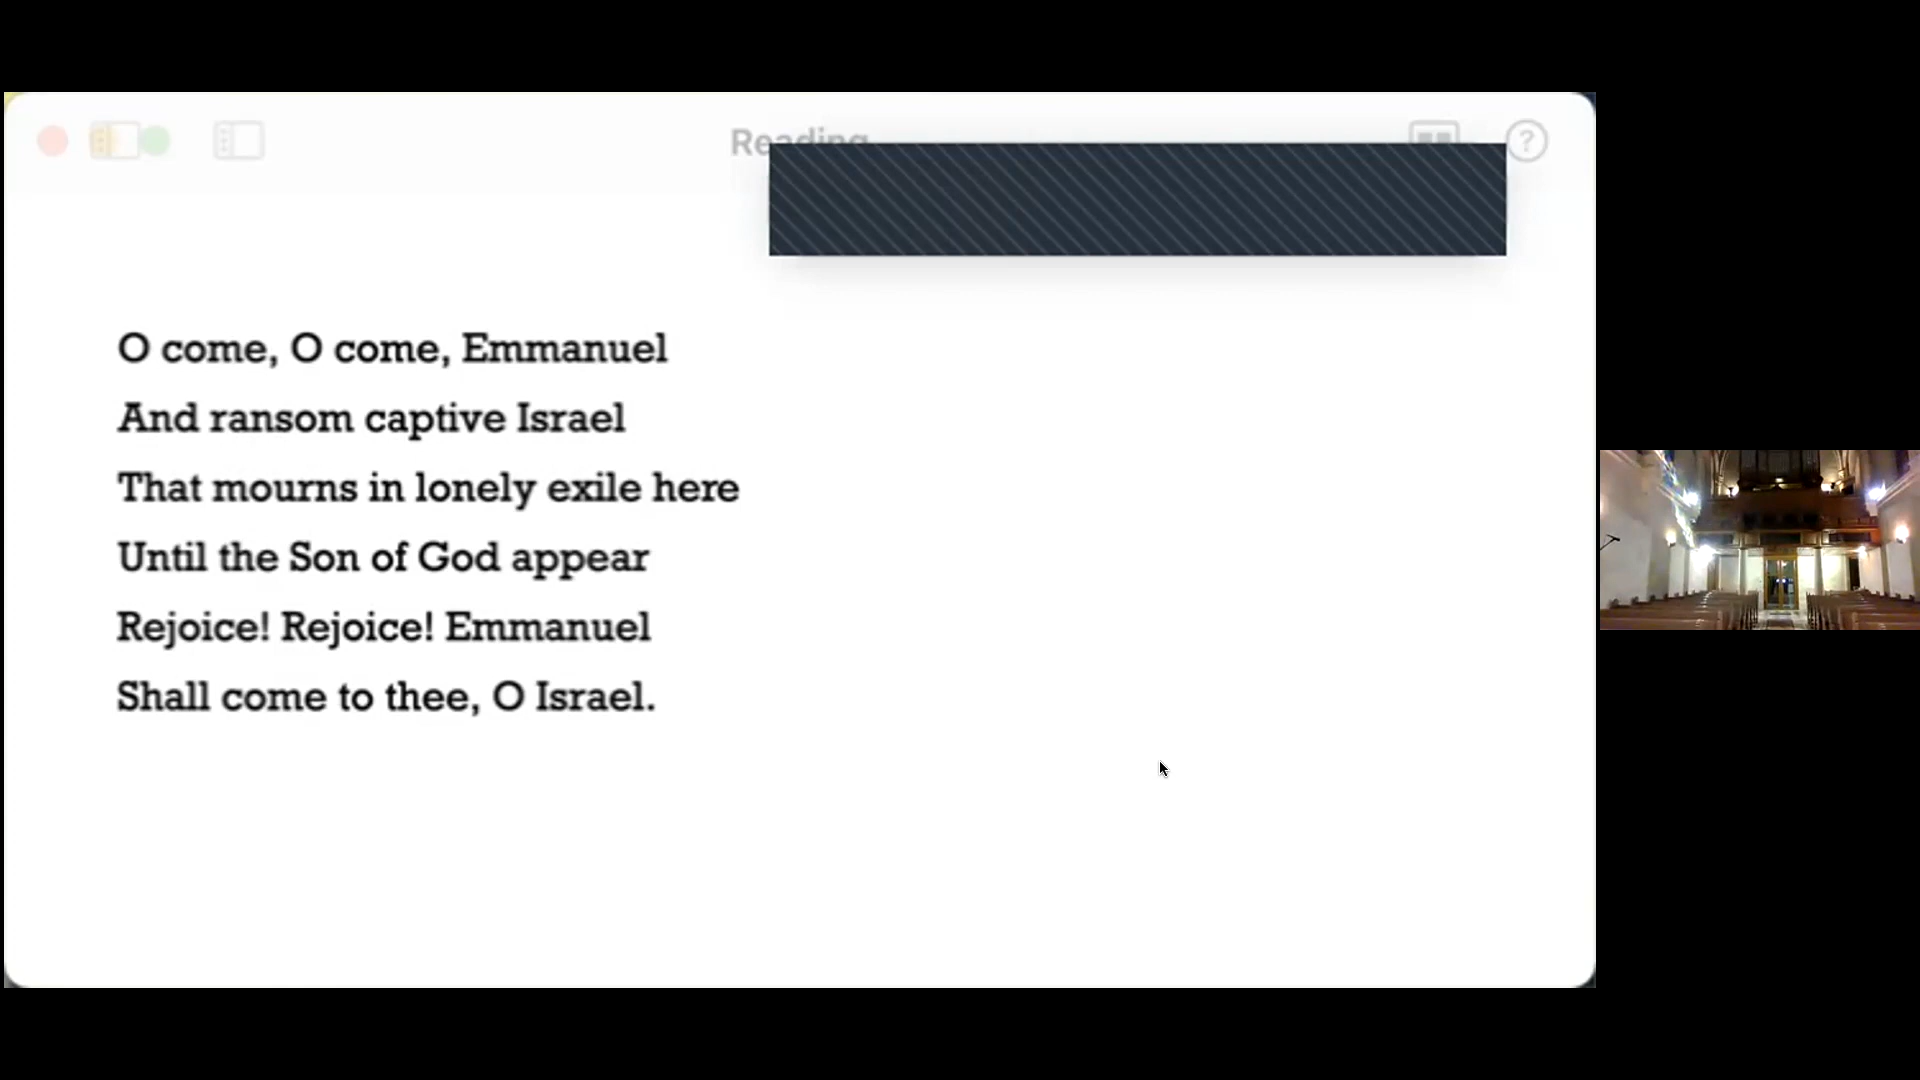 Reading
?
O come, O come, Emmanuel
And ransom captive Israel
That mourns in lonely exile here
Until the Son of God appear
Rejoice! Rejoice! Emmanuel
Shall come to thee, O Israel.